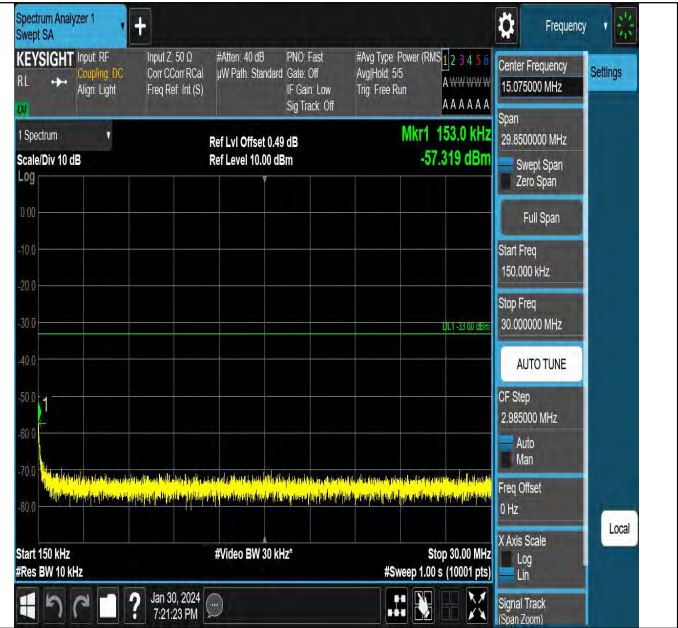 Spectrum Analyzer 1
Swept SA
+
Frequency
KEYSIGHT
RL
Input: RF
Coupling: DC
Align: Light
Input Z: 50 Ω
Corr CCorr RCal
Freq Ref: Int (S)
#Atten: 40 dB
µW Path: Standard
PNO: Fast
Gate: Off
IF Gain: Low
Sig Track: Off
#Avg Type: Power (RMS
Avg|Hold: 5/5
Trig: Free Run
1 2 3 4 5 6
A W W W W W
A A A A A A
1 Spectrum
Scale/Div 10 dB
Log
Ref Lvl Offset 0.49 dB
Ref Level 10.00 dBm
Mkr1 153.0 kHz
-57.319 dBm
0.00
-10.0
-20.0
-30.0
DL1 -33.00 dBm
-40.0
-50.0
1
-60.0
-70.0
-80.0
Start 150 kHz
#Res BW 10 kHz
#Video BW 30 kHz*
Stop 30.00 MHz
#Sweep 1.00 s (10001 pts)
?
Jan 30, 2024
7:21:23 PM
Center Frequency
15.075000 MHz
Settings
Span
29.8500000 MHz
Swept Span
Zero Span
Full Span
Start Freq
150.000 kHz
Stop Freq
30.000000 MHz
AUTO TUNE
CF Step
2.985000 MHz
Auto
Man
Freq Offset
0 Hz
X Axis Scale
Log
Lin
Local
Signal Track
(Span Zoom)